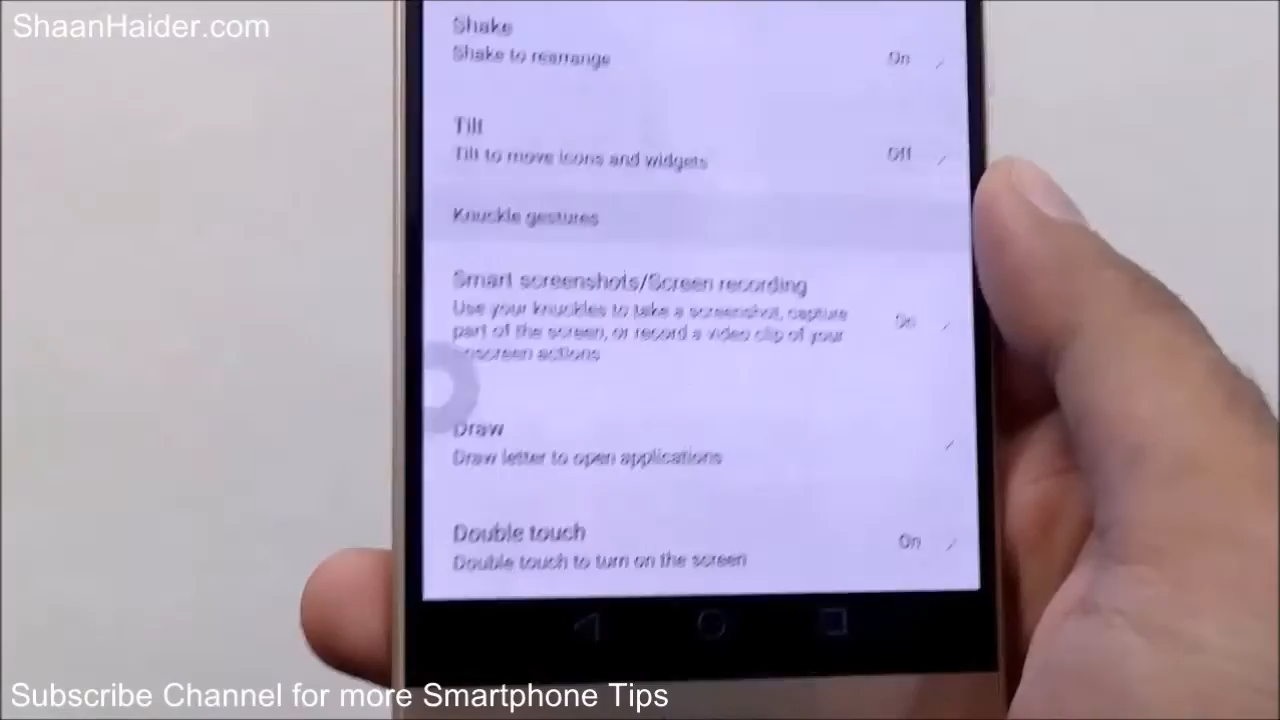 ShaanHaider.com
Shake
Shake to rearrange
On
Tilt
Tilt to move icons and widgets
Off
Knuckle gestures
Smart screenshots/Screen recording
Use your knuckles to take a screenshot, capture
part of the screen, or record a video clip of your
onscreen actions
On
Draw
Draw letter to open applications
Double touch
Double touch to turn on the screen
On
Subscribe Channel for more Smartphone Tips